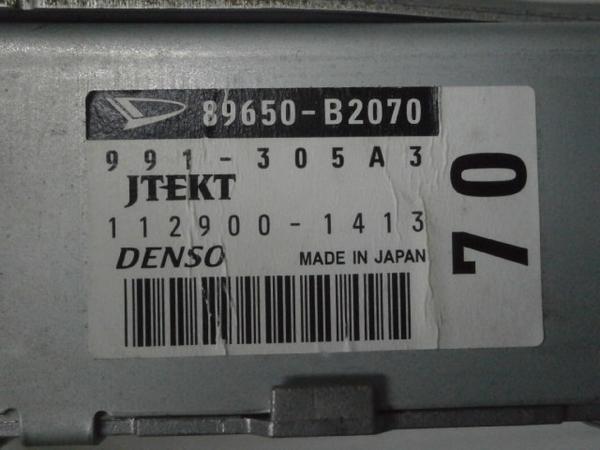 89650-B2070
991-305A3
JTEKT
112900-1413
DENSO MADE IN JAPAN
70